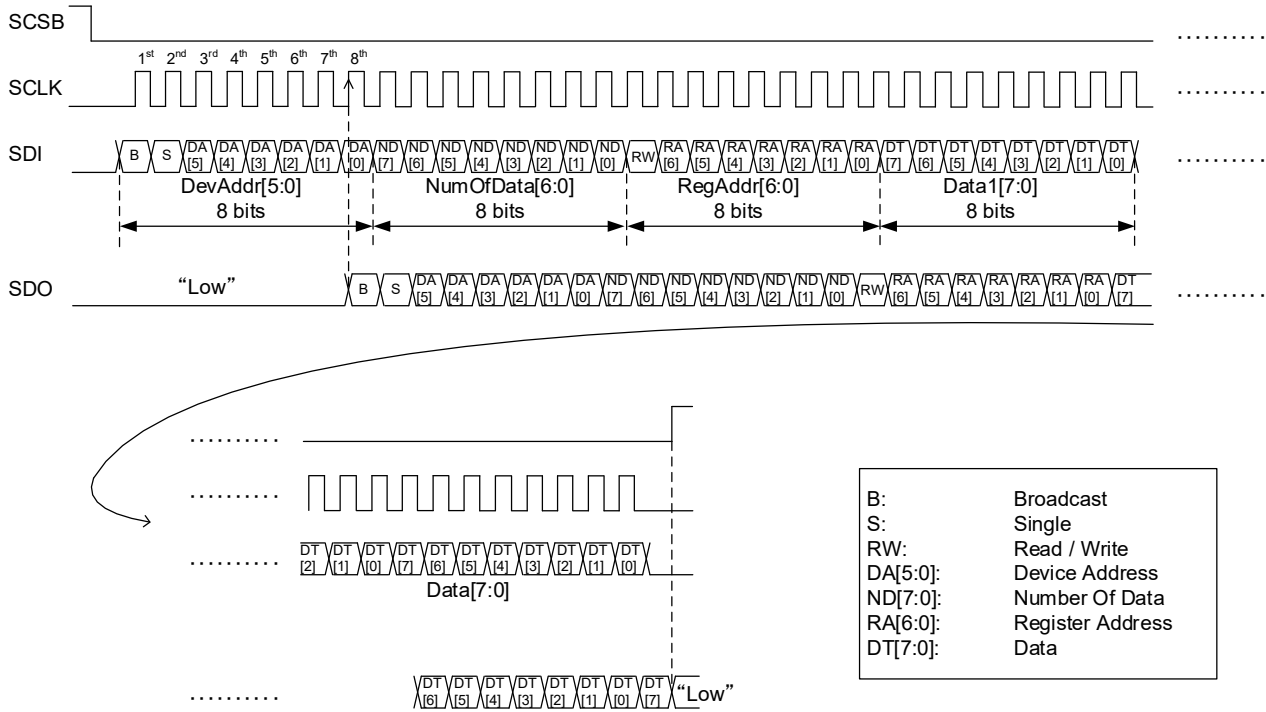 SCSB
..........
1st 2nd 3rd 4th 5th 6th 7th 8th
SCLK
..........
SDI
B S DA DA DA DA DA DA ND ND ND ND ND ND ND ND RW RA RA RA RA RA RA RA DT DT DT DT DT DT DT DT
[5] [4] [3] [2] [1] [0] [7] [6] [5] [4] [3] [2] [1] [0] [6] [5] [4] [3] [2] [1] [0] [7] [6] [5] [4] [3] [2] [1] [0]
..........
DevAddr[5:0] NumOfData[6:0] RegAddr[6:0] Data1[7:0]
8 bits 8 bits 8 bits 8 bits
SDO
“Low”
B S DA DA DA DA DA DA ND ND ND ND ND ND ND ND RW RA RA RA RA RA RA RA DT
[5] [4] [3] [2] [1] [0] [7] [6] [5] [4] [3] [2] [1] [0] [6] [5] [4] [3] [2] [1] [0] [7]
..........
..........
..........
..........
DT DT DT DT DT DT DT DT DT DT DT
[2] [1] [0] [7] [6] [5] [4] [3] [2] [1] [0]
Data[7:0]
..........
DT DT DT DT DT DT DT DT
[6] [5] [4] [3] [2] [1] [0] [7]
“Low”
B: Broadcast
S: Single
RW: Read / Write
DA[5:0]: Device Address
ND[7:0]: Number Of Data
RA[6:0]: Register Address
DT[7:0]: Data